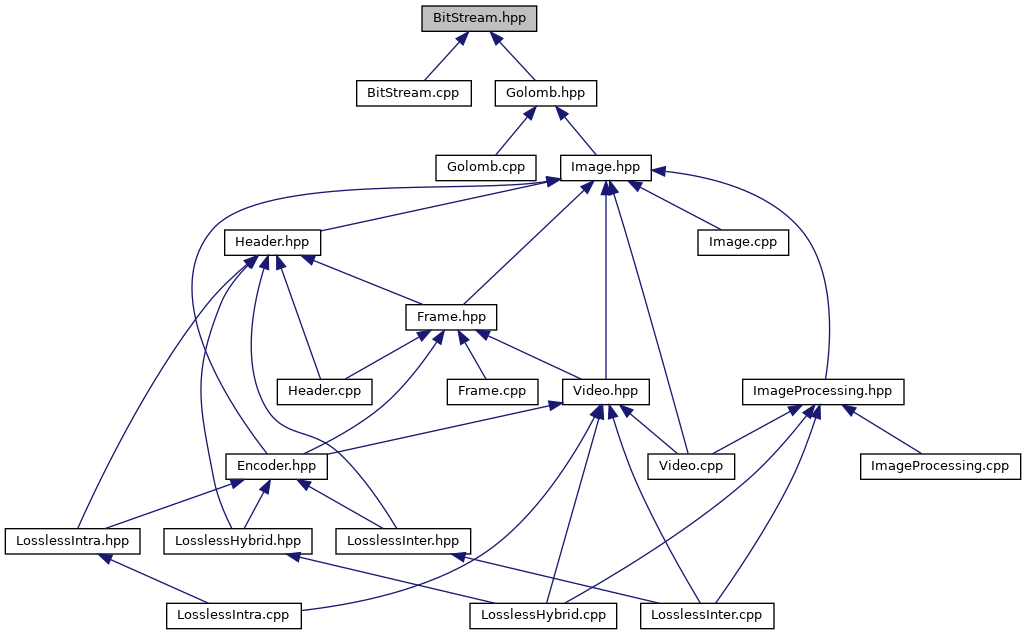 BitStream.hpp
BitStream.cpp
Golomb.hpp
Golomb.cpp
Image.hpp
Header.hpp
Image.cpp
Frame.hpp
Header.cpp
Frame.cpp
Video.hpp
ImageProcessing.hpp
Encoder.hpp
Video.cpp
ImageProcessing.cpp
LosslessIntra.hpp
LosslessHybrid.hpp
LosslessInter.hpp
LosslessIntra.cpp
LosslessHybrid.cpp
LosslessInter.cpp